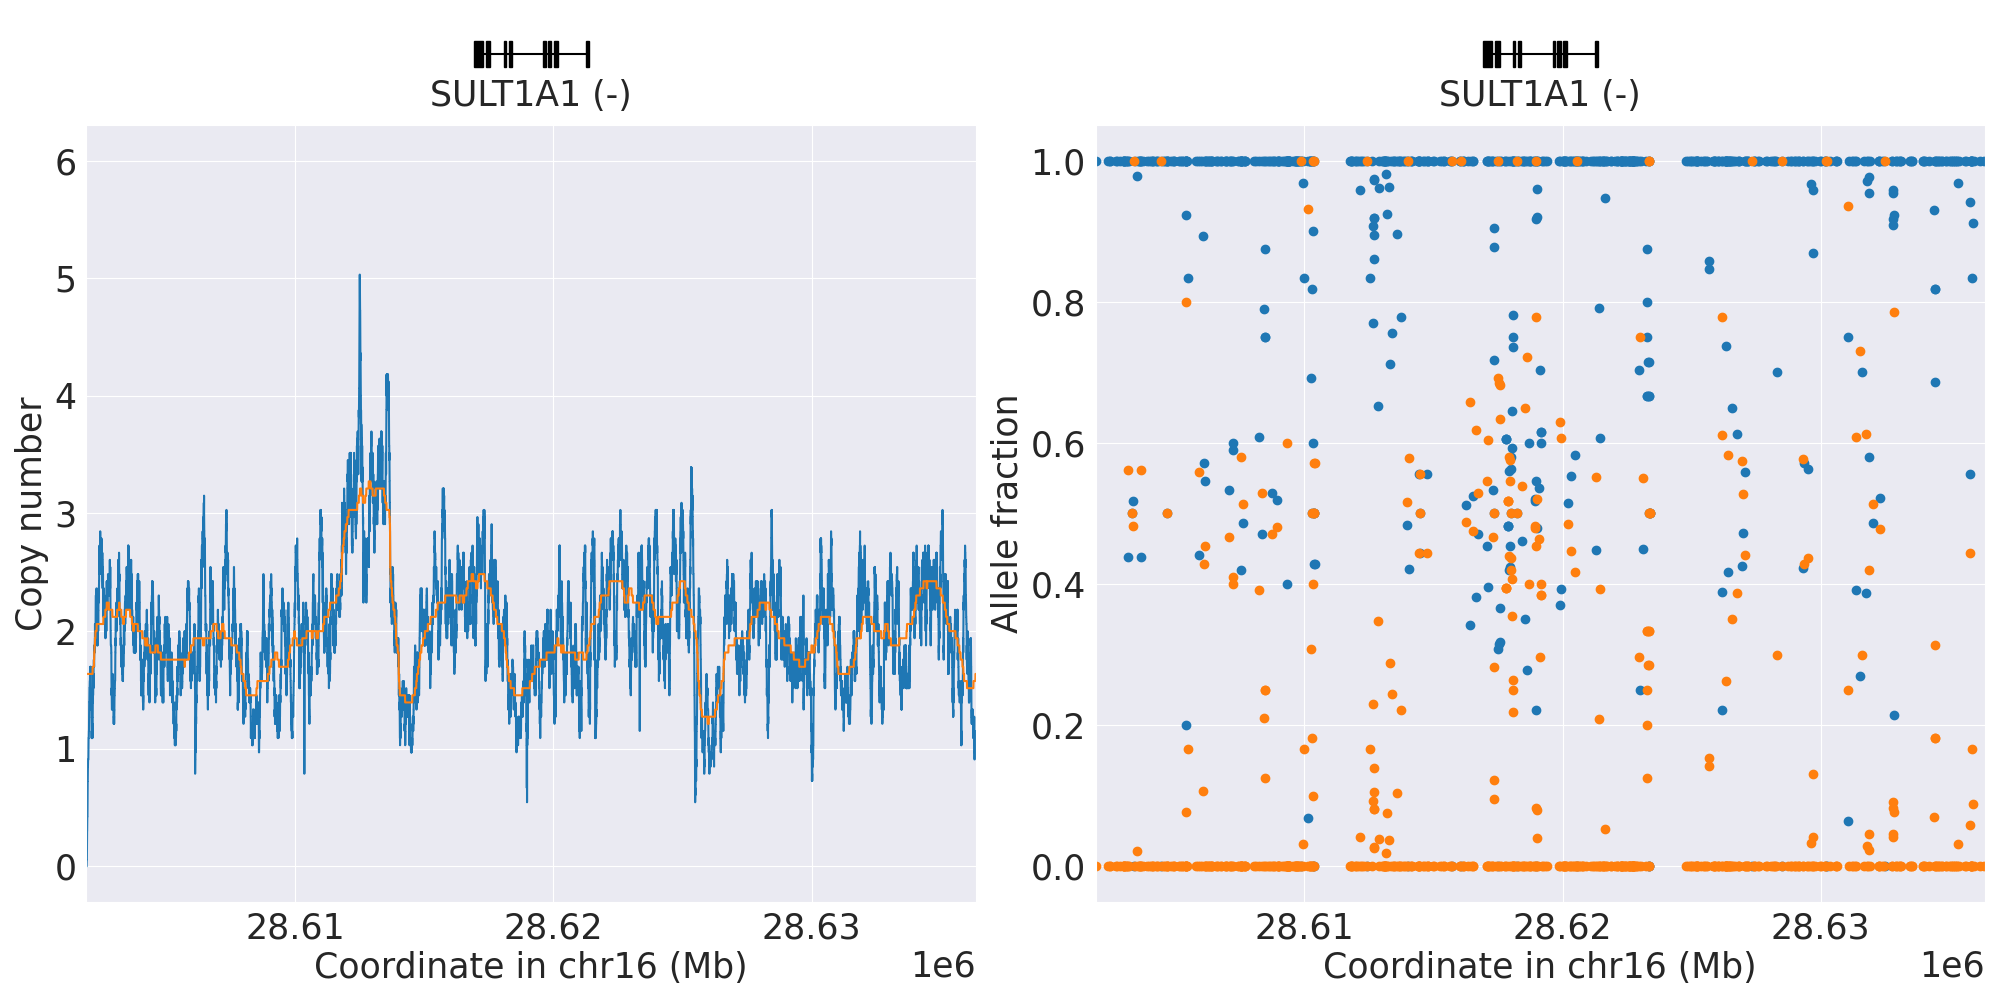 SULT1A1 (-)
6
5
4
3
2
1
0
Copy number
28.61
28.62
28.63
Coordinate in chr16 (Mb)
1e6
SULT1A1 (-)
1.0
0.8
0.6
0.4
0.2
0.0
Allele fraction
28.61
28.62
28.63
Coordinate in chr16 (Mb)
1e6